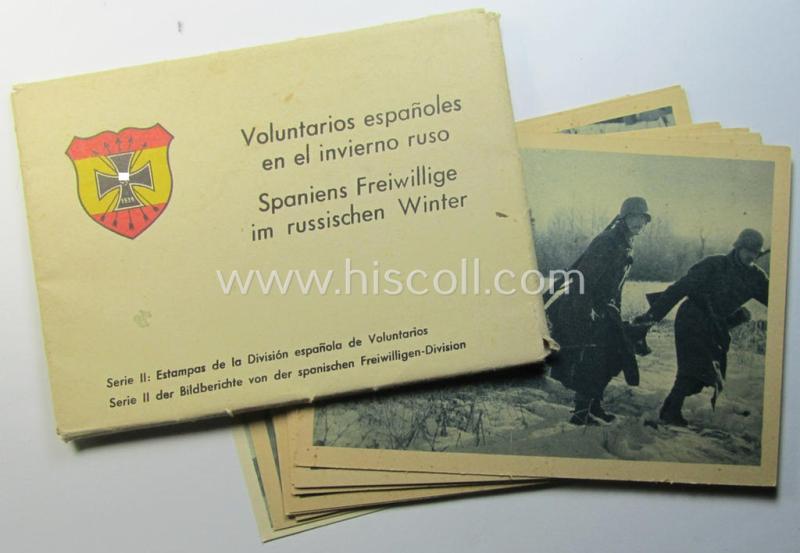 Voluntarios españoles
en el invierno ruso
Spaniens Freiwillige
im russischen Winter
1939
www.hiscoll.com
Serie II: Estampas de la División española de Voluntarios
Serie II der Bildberichte von der spanischen Freiwilligen-Division